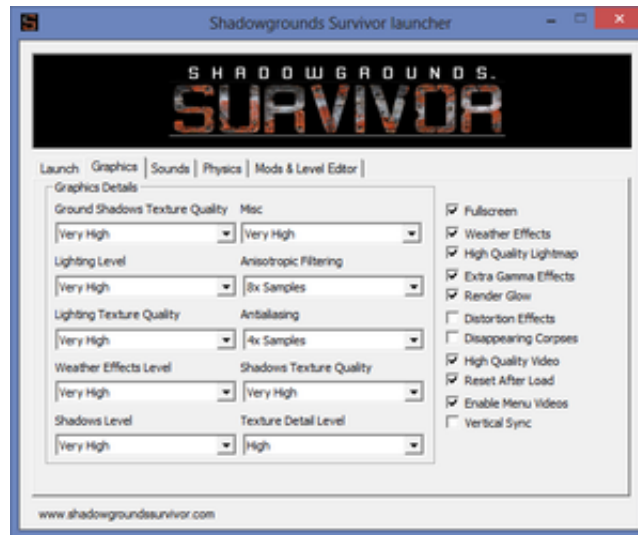 Shadowgrounds Survivor launcher
SHADOWGROUNDS.
SURVIVOR
Launch Graphics Sounds Physics Mods & Level Editor
Graphics Details
Ground Shadows Texture Quality Misc
Very High Very High
Lighting Level Anisotropic Filtering
Very High 8x Samples
Lighting Texture Quality Antialiasing
Very High 4x Samples
Weather Effects Level Shadows Texture Quality
Very High Very High
Shadows Level Texture Detail Level
Very High High
Fullscreen
Weather Effects
High Quality Lightmap
Extra Gamma Effects
Render Glow
Distortion Effects
Disappearing Corpses
High Quality Video
Reset After Load
Enable Menu Videos
Vertical Sync
www.shadowgroundssurvivor.com